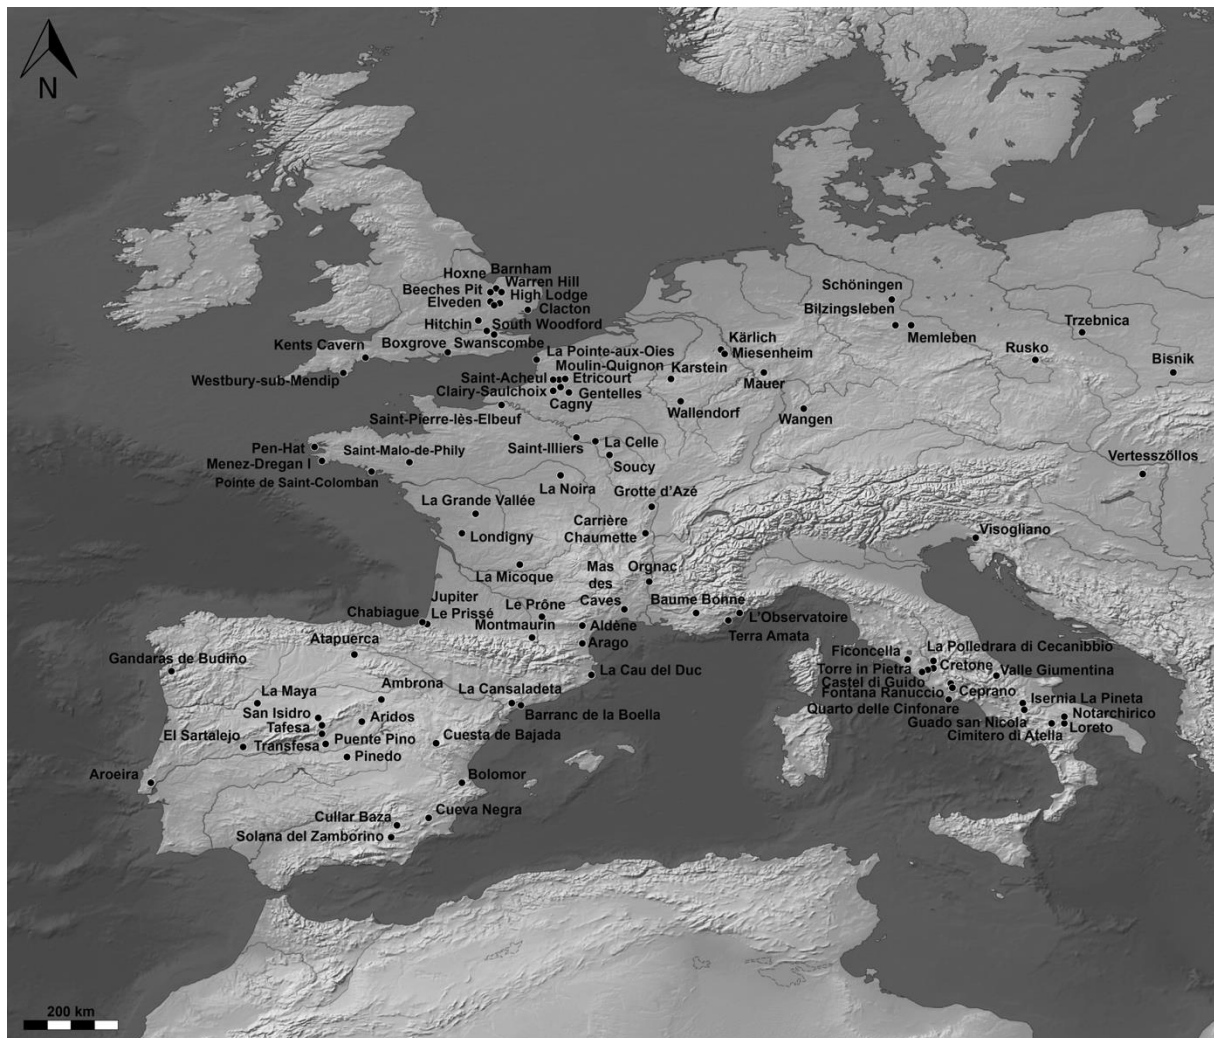 N
Hoxne
Barnham
Beeches Pit
Warren Hill
Elveden
High Lodge
Clacton
Hitchin
South Woodford
Kents Cavern
Boxgrove
Swanscombe
Westbury-sub-Mendip
La Pointe-aux-Oies
Moulin-Quignon
Saint-Acheul
Etricourt
Clairy-Saulchoix
Gentelles
Cagny
Saint-Pierre-lès-Elbeuf
Kärlich
Miesenheim
Karstein
Mauer
Wallendorf
Wangen
Schöningen
Bilzingsleben
Memleben
Trzebnica
Rusko
Bisnik
Vertesszöllos
Pen-Hat
Menez-Dregan I
Saint-Malo-de-Phily
Pointe de Saint-Colomban
Saint-Illiers
La Celle
Soucy
La Noira
Grotte d'Azé
La Grande Vallée
Londigny
Carrière
Chaumette
Visogliano
La Micoque
Mas
des
Caves
Orgnac
Jupiter
Chabiague
Le Prissé
Le Prône
Montmaurin
Baume Bonne
L'Observatoire
Terra Amata
Aldène
Arago
La Cau del Duc
Atapuerca
Gandaras de Budiño
La Maya
Ambrona
La Cansaladeta
Barranc de la Boella
San Isidro
Tafesa
Aridos
El Sartalejo
Transfesa
Puente Pino
Pinedo
Cuesta de Bajada
Aroeira
Bolomor
Cullar Baza
Cueva Negra
Solana del Zamborino
Ficoncella
La Polledrara di Cecanibbio
Torre in Pietra
Cretone
Valle Giumentina
Castel di Guido
Fontana Ranuccio
Ceprano
Quarto delle Cinfonare
Isernia La Pineta
Guado san Nicola
Notarchirico
Cimitero di Atella
Loreto
200 km